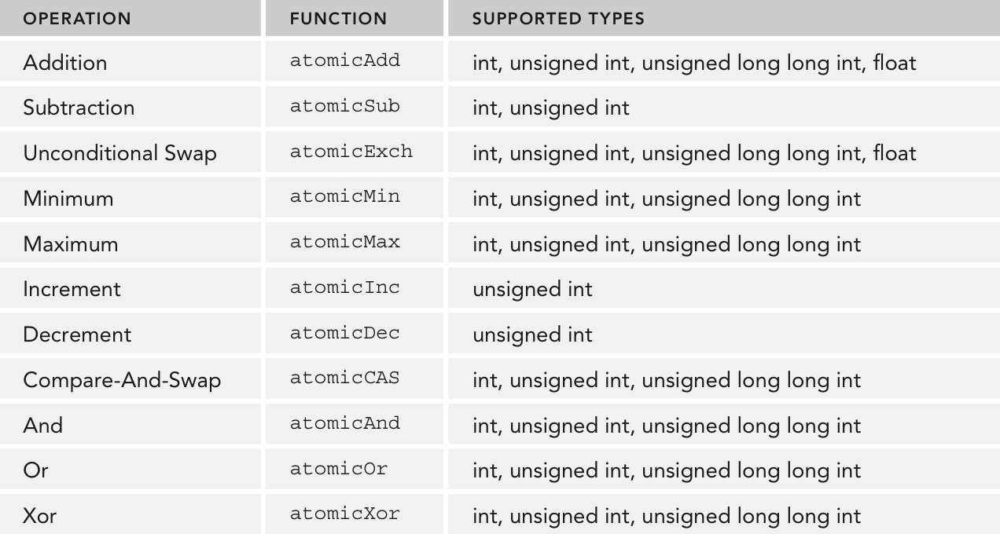 OPERATION FUNCTION SUPPORTED TYPES
Addition atomicAdd int, unsigned int, unsigned long long int, float
Subtraction atomicSub int, unsigned int
Unconditional Swap atomicExch int, unsigned int, unsigned long long int, float
Minimum atomicMin int, unsigned int, unsigned long long int
Maximum atomicMax int, unsigned int, unsigned long long int
Increment atomicInc unsigned int
Decrement atomicDec unsigned int
Compare-And-Swap atomicCAS int, unsigned int, unsigned long long int
And atomicAnd int, unsigned int, unsigned long long int
Or atomicOr int, unsigned int, unsigned long long int
Xor atomicXor int, unsigned int, unsigned long long int